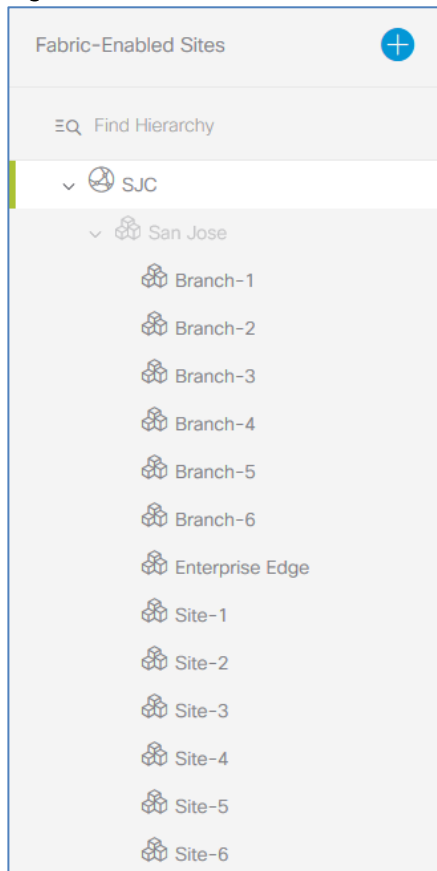 Fabric-Enabled Sites
Find Hierarchy
SJC
San Jose
Branch-1
Branch-2
Branch-3
Branch-4
Branch-5
Branch-6
Enterprise Edge
Site-1
Site-2
Site-3
Site-4
Site-5
Site-6